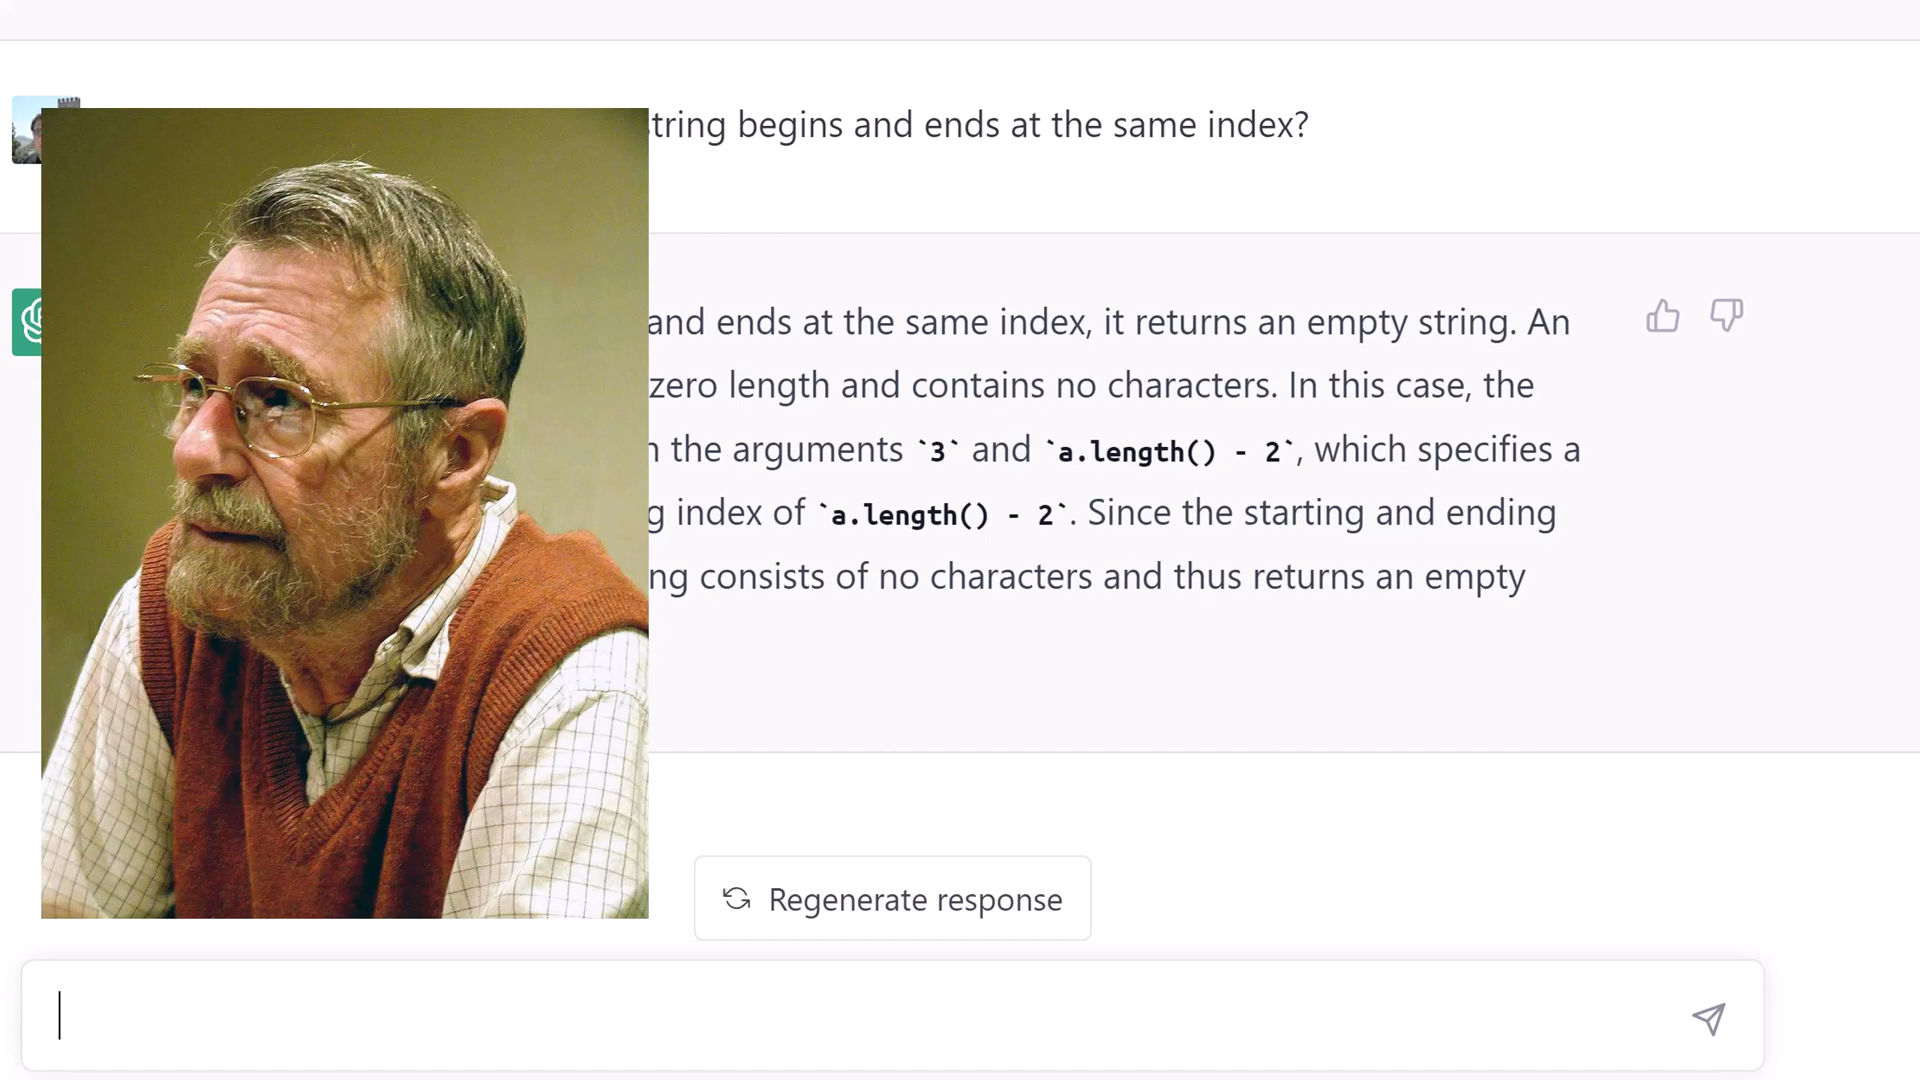 tring begins and ends at the same index?
and ends at the same index, it returns an empty string. An
zero length and contains no characters. In this case, the
the arguments `3` and `a.length() - 2`, which specifies a
index of `a.length() - 2`. Since the starting and ending
ng consists of no characters and thus returns an empty
Regenerate response